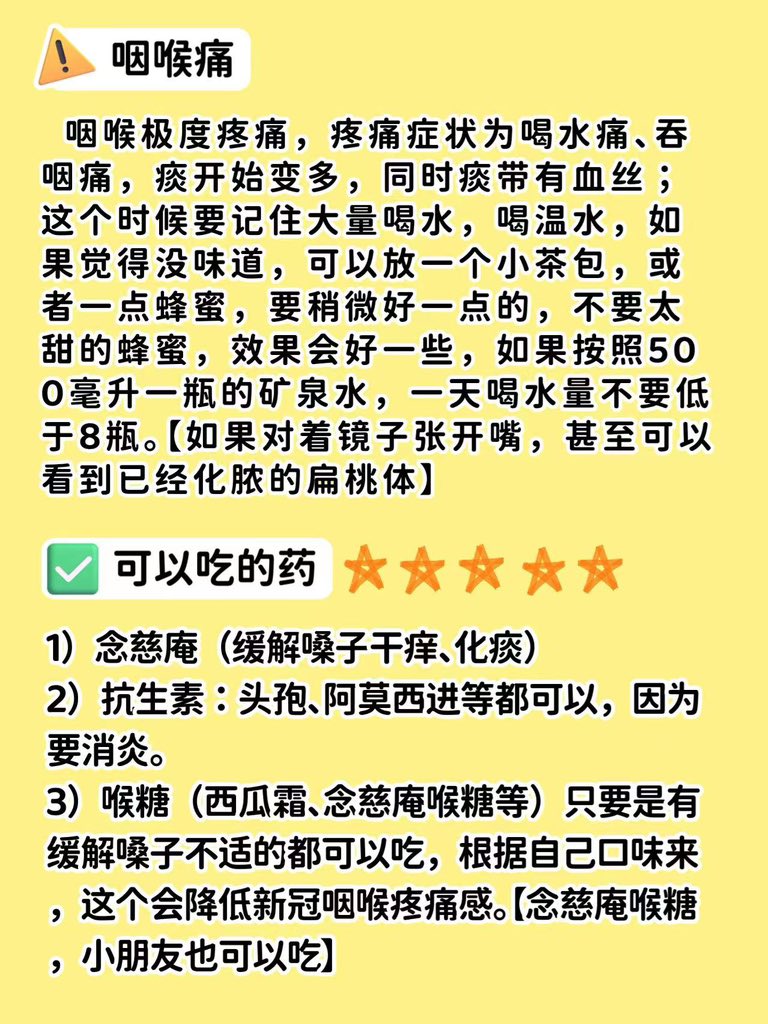 咽喉痛
咽喉极度疼痛，疼痛症状为喝水痛、吞
咽痛，痰开始变多，同时痰带有血丝；
这个时候要记住大量喝水，喝温水，如
果觉得没味道，可以放一个小茶包，或
者一点蜂蜜，要稍微好一点的，不要太
甜的蜂蜜，效果会好一些，如果按照50
0毫升一瓶的矿泉水，一天喝水量不要低
于8瓶。【如果对着镜子张开嘴，甚至可以
看到已经化脓的扁桃体】
可以吃的药
1）念慈庵（缓解嗓子干痒、化痰）
2）抗生素：头孢、阿莫西进等都可以，因为
要消炎。
3）喉糖（西瓜霜、念慈庵喉糖等）只要是有
缓解嗓子不适的都可以吃，根据自己口味来
，这个会降低新冠咽喉疼痛感。【念慈庵喉糖
，小朋友也可以吃】